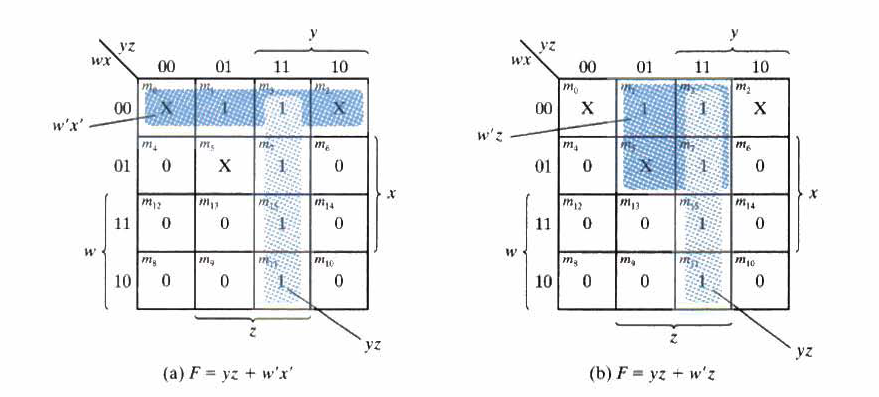 y y
yz yz
wx 00 01 11 10 wx 00 01 11 10
m₀ m₁ m₃ m₂ m₀ m₁ m₃ m₂
00 X 1 1 X 00 X 1 1 X
w'x' w'z
m₄ m₅ m₇ m₆ m₄ m₅ m₇ m₆
01 0 X 1 0 01 0 X 1 0
x x
m₁₂ m₁₃ m₁₅ m₁₄ m₁₂ m₁₃ m₁₅ m₁₄
11 0 0 1 0 11 0 0 1 0
w w
m₈ m₉ m₁₁ m₁₀ m₈ m₉ m₁₁ m₁₀
10 0 0 1 0 10 0 0 1 0
z z
yz yz
(a) F = yz + w'x' (b) F = yz + w'z